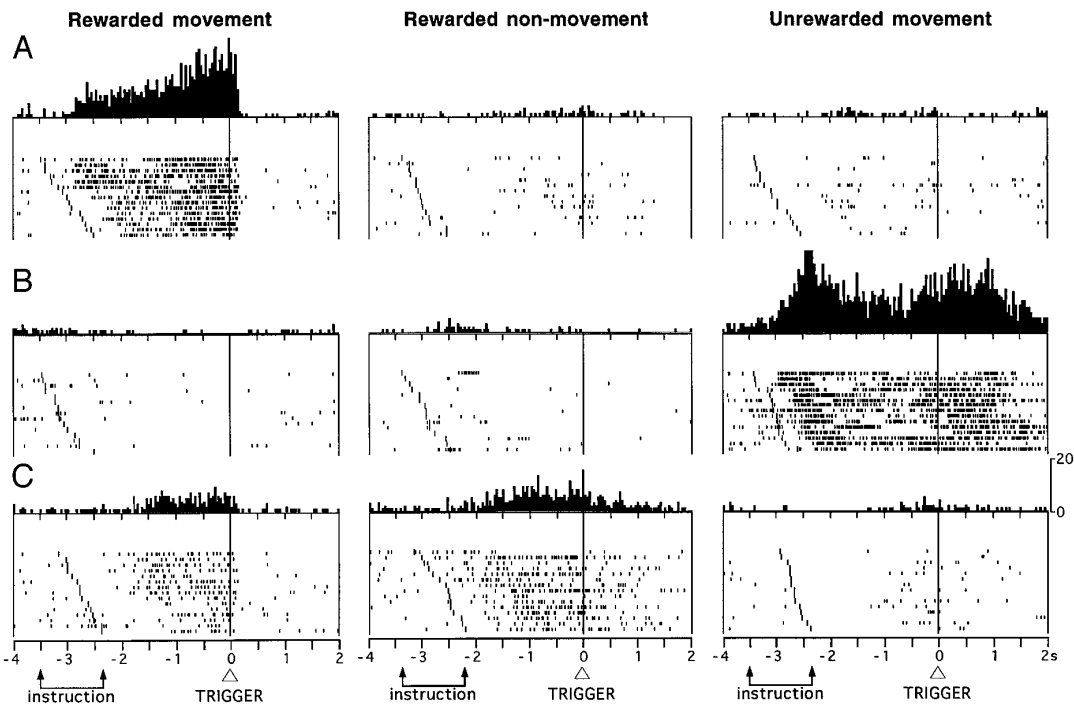 Rewarded movement Rewarded non-movement Unrewarded movement
A
B
C
20
0
-4 -3 -2 -1 0 1 2 -4 -3 -2 -1 0 1 2 -4 -3 -2 -1 0 1 2s
instruction TRIGGER instruction TRIGGER instruction TRIGGER